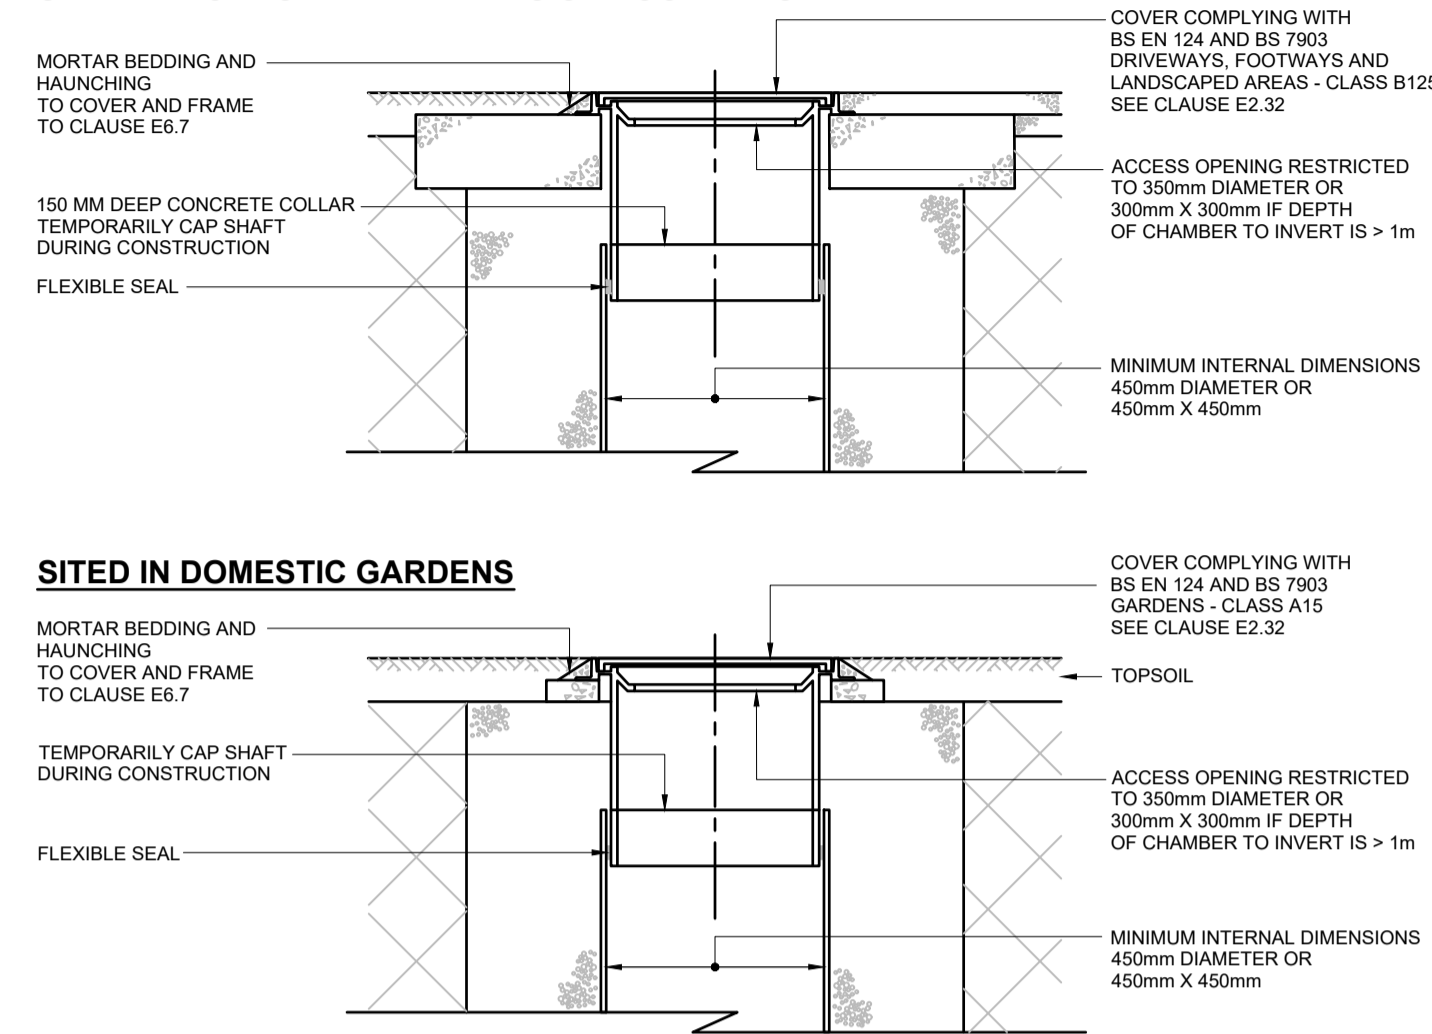 COVER COMPLYING WITH
BS EN 124 AND BS 7903
DRIVEWAYS, FOOTWAYS AND
LANDSCAPED AREAS - CLASS B125
SEE CLAUSE E2.32
MORTAR BEDDING AND
HAUNCHING
TO COVER AND FRAME
TO CLAUSE E6.7
ACCESS OPENING RESTRICTED
TO 350mm DIAMETER OR
300mm X 300mm IF DEPTH
OF CHAMBER TO INVERT IS > 1m
150 MM DEEP CONCRETE COLLAR
TEMPORARILY CAP SHAFT
DURING CONSTRUCTION
FLEXIBLE SEAL
MINIMUM INTERNAL DIMENSIONS
450mm DIAMETER OR
450mm X 450mm
SITED IN DOMESTIC GARDENS
COVER COMPLYING WITH
BS EN 124 AND BS 7903
GARDENS - CLASS A15
SEE CLAUSE E2.32
MORTAR BEDDING AND
HAUNCHING
TO COVER AND FRAME
TO CLAUSE E6.7
TOPSOIL
TEMPORARILY CAP SHAFT
DURING CONSTRUCTION
ACCESS OPENING RESTRICTED
TO 350mm DIAMETER OR
300mm X 300mm IF DEPTH
OF CHAMBER TO INVERT IS > 1m
FLEXIBLE SEAL
MINIMUM INTERNAL DIMENSIONS
450mm DIAMETER OR
450mm X 450mm